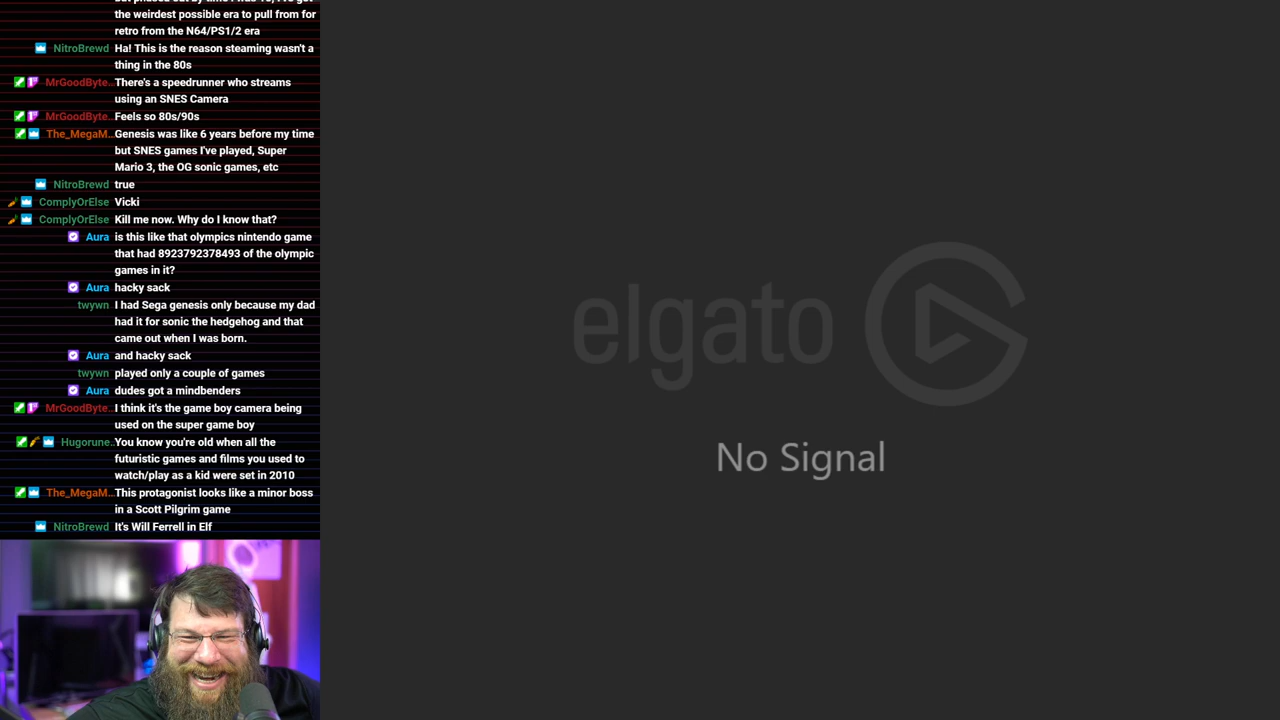 the weirdest possible era to pull from for
retro from the N64/PS1/2 era
NitroBrewd Ha! This is the reason steaming wasn't a
thing in the 80s
MrGoodByte.. There's a speedrunner who streams
using an SNES Camera
MrGoodByte.. Feels so 80s/90s
The_MegaM.. Genesis was like 6 years before my time
but SNES games I've played, Super
Mario 3, the OG sonic games, etc
NitroBrewd true
ComplyOrElse Vicki
ComplyOrElse Kill me now. Why do I know that?
Aura is this like that olympics nintendo game
that had 8923792378493 of the olympic
games in it?
Aura hacky sack
twywn I had Sega genesis only because my dad
had it for sonic the hedgehog and that
came out when I was born.
Aura and hacky sack
twywn played only a couple of games
Aura dudes got a mindbenders
MrGoodByte.. I think it's the game boy camera being
used on the super game boy
Hugorune.. You know you're old when all the
futuristic games and films you used to
watch/play as a kid were set in 2010
The_MegaM.. This protagonist looks like a minor boss
in a Scott Pilgrim game
NitroBrewd It's Will Ferrell in Elf
elgato
No Signal